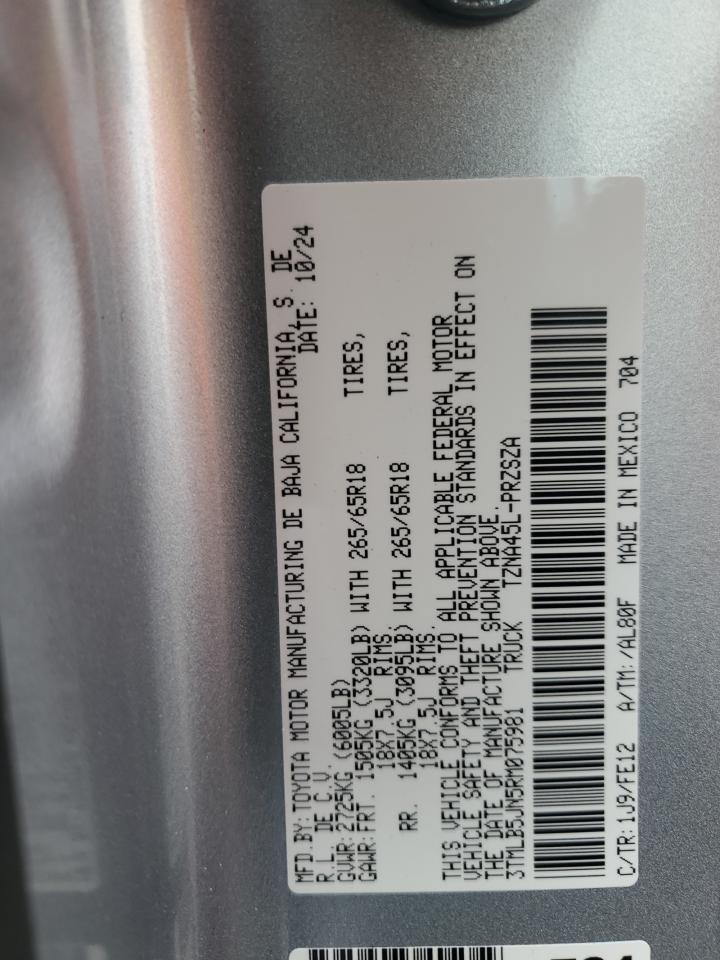 MFD.BY:TOYOTA MOTOR MANUFACTURING DE BAJA CALIFORNIA, S. DE
R.L. DE C.V. DATE: 10/24
GVWR:2725KG (6005LB)
GAWR:FRT. 1505KG (3320LB) WITH 265/65R18 TIRES,
18X7.5J RIMS.
RR. 1405KG (3095LB) WITH 265/65R18 TIRES,
18X7.5J RIMS.
THIS VEHICLE CONFORMS TO ALL APPLICABLE FEDERAL MOTOR
VEHICLE SAFETY AND THEFT PREVENTION STANDARDS IN EFFECT ON
THE DATE OF MANUFACTURE SHOWN ABOVE.
3TMLB5JN5RM075981 TRUCK TZNA45L-PRZSZA
C/TR:1J9/FE12 A/TM:/AL80F MADE IN MEXICO 704